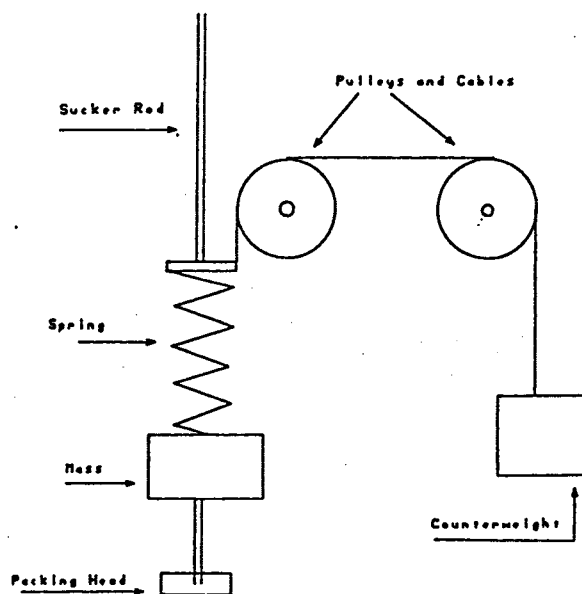 Pulleys and Cables
Sucker Rod
Spring
Mass
Counterweight
Packing Head